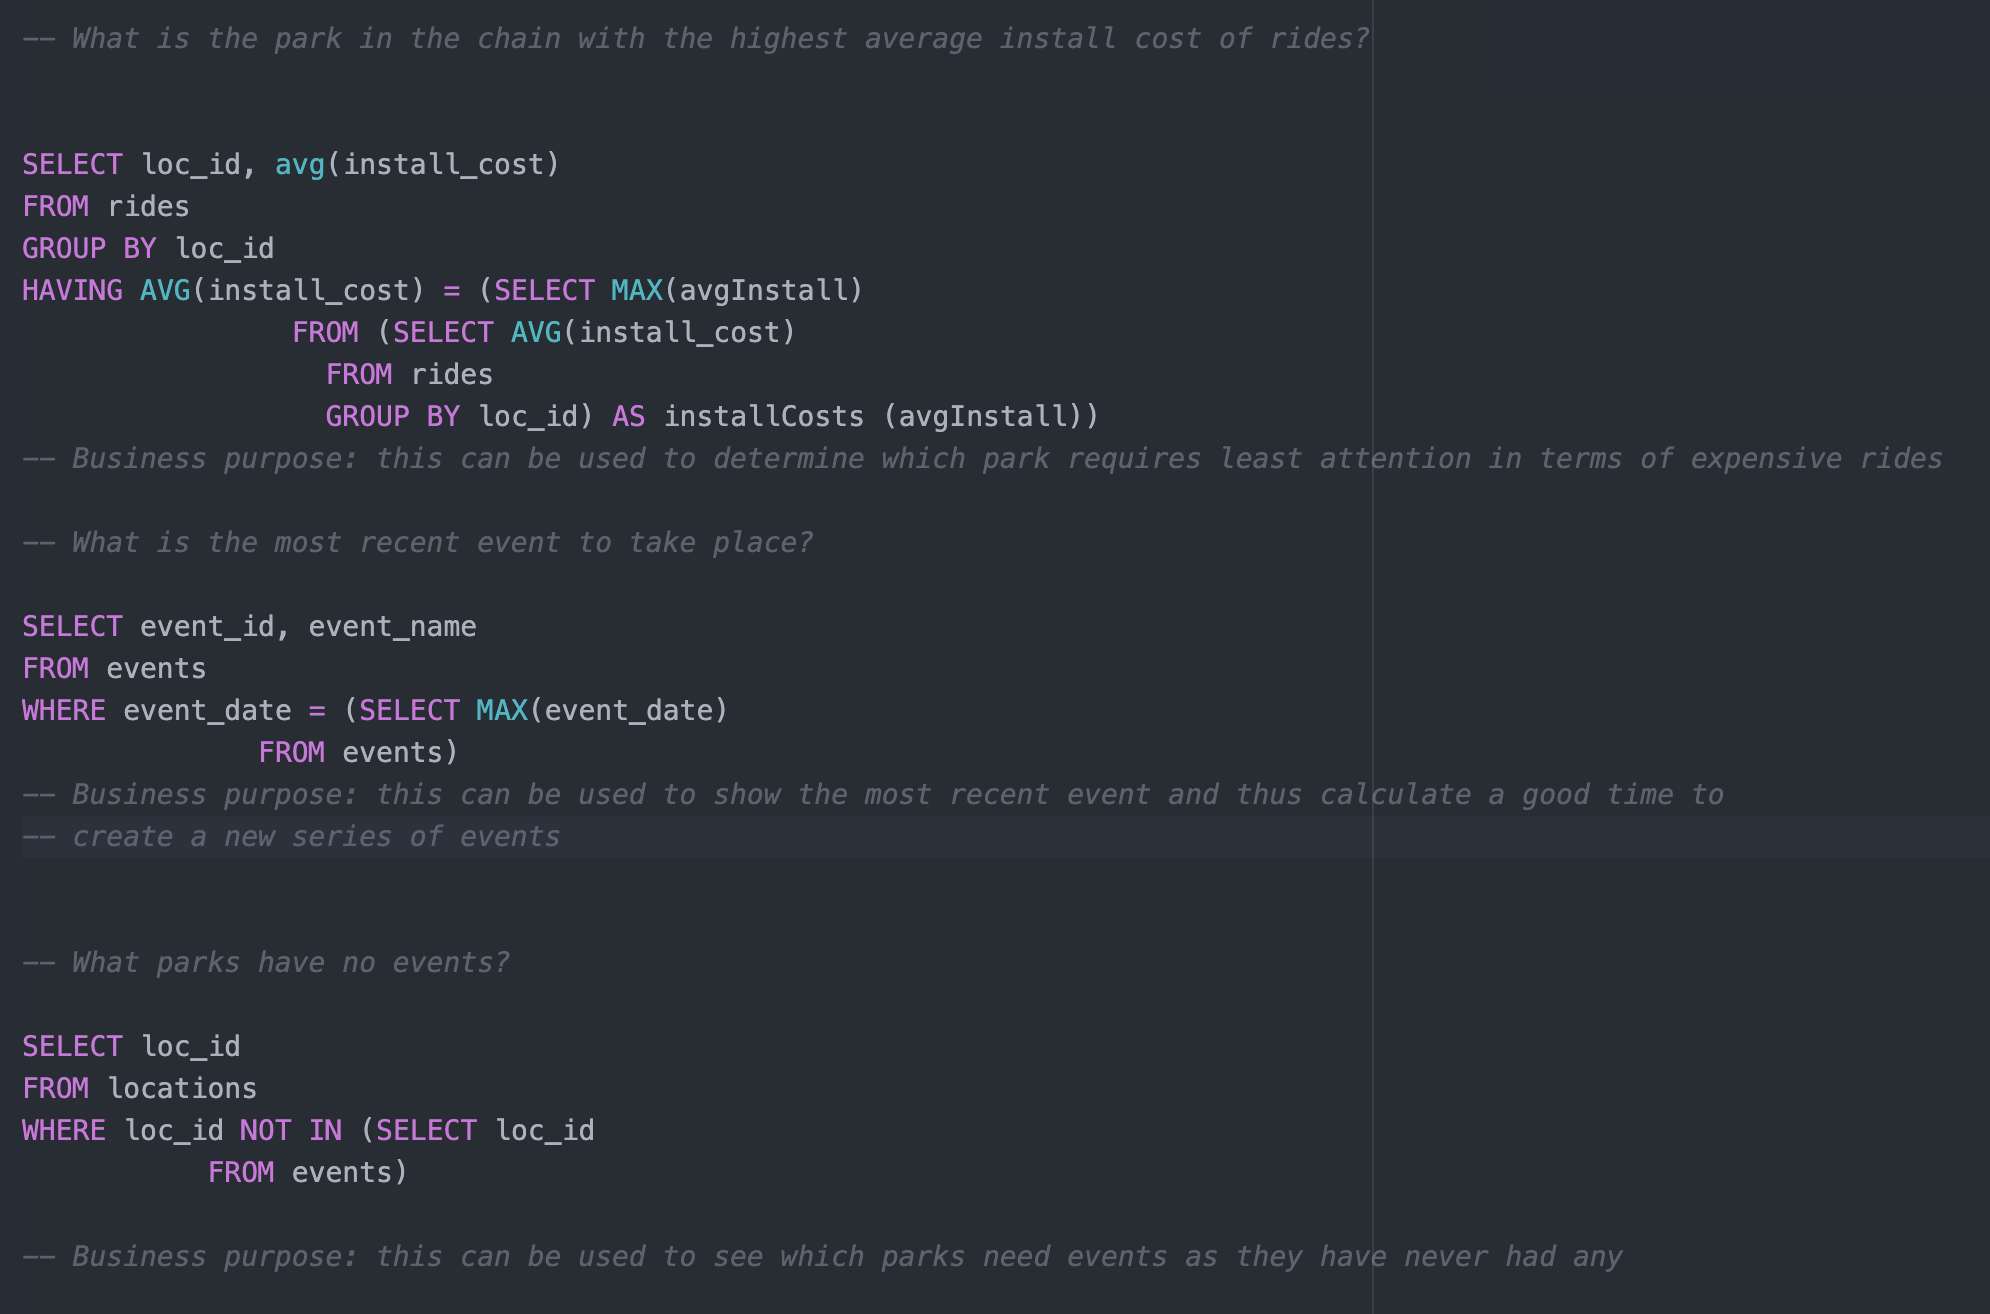 -- What is the park in the chain with the highest average install cost of rides?
SELECT loc_id, avg(install_cost)
FROM rides
GROUP BY loc_id
HAVING AVG(install_cost) = (SELECT MAX(avgInstall)
FROM (SELECT AVG(install_cost)
FROM rides
GROUP BY loc_id) AS installCosts (avgInstall))
-- Business purpose: this can be used to determine which park requires least attention in terms of expensive rides
-- What is the most recent event to take place?
SELECT event_id, event_name
FROM events
WHERE event_date = (SELECT MAX(event_date)
FROM events)
-- Business purpose: this can be used to show the most recent event and thus calculate a good time to
-- create a new series of events
-- What parks have no events?
SELECT loc_id
FROM locations
WHERE loc_id NOT IN (SELECT loc_id
FROM events)
-- Business purpose: this can be used to see which parks need events as they have never had any